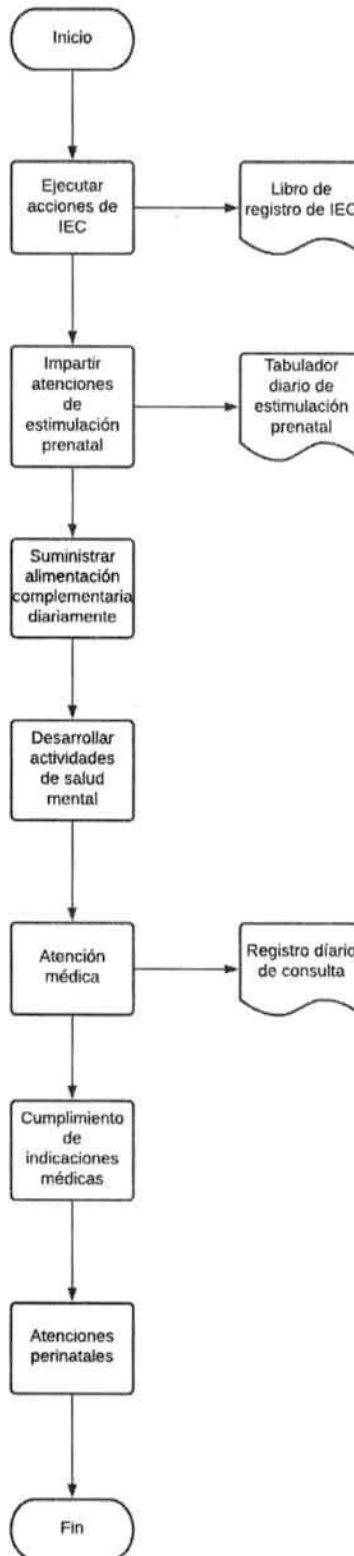 Inicio
Ejecutar
acciones de
IEC
Libro de
registro de IEC
Impartir
atenciones
de
estimulación
prenatal
Tabulador
diario de
estimulación
prenatal
Suministrar
alimentación
complementaria
diariamente
Desarrollar
actividades
de salud
mental
Atención
médica
Registro díario
de consulta
Cumplimiento
de
indicaciones
médicas
Atenciones
perinatales
Fin